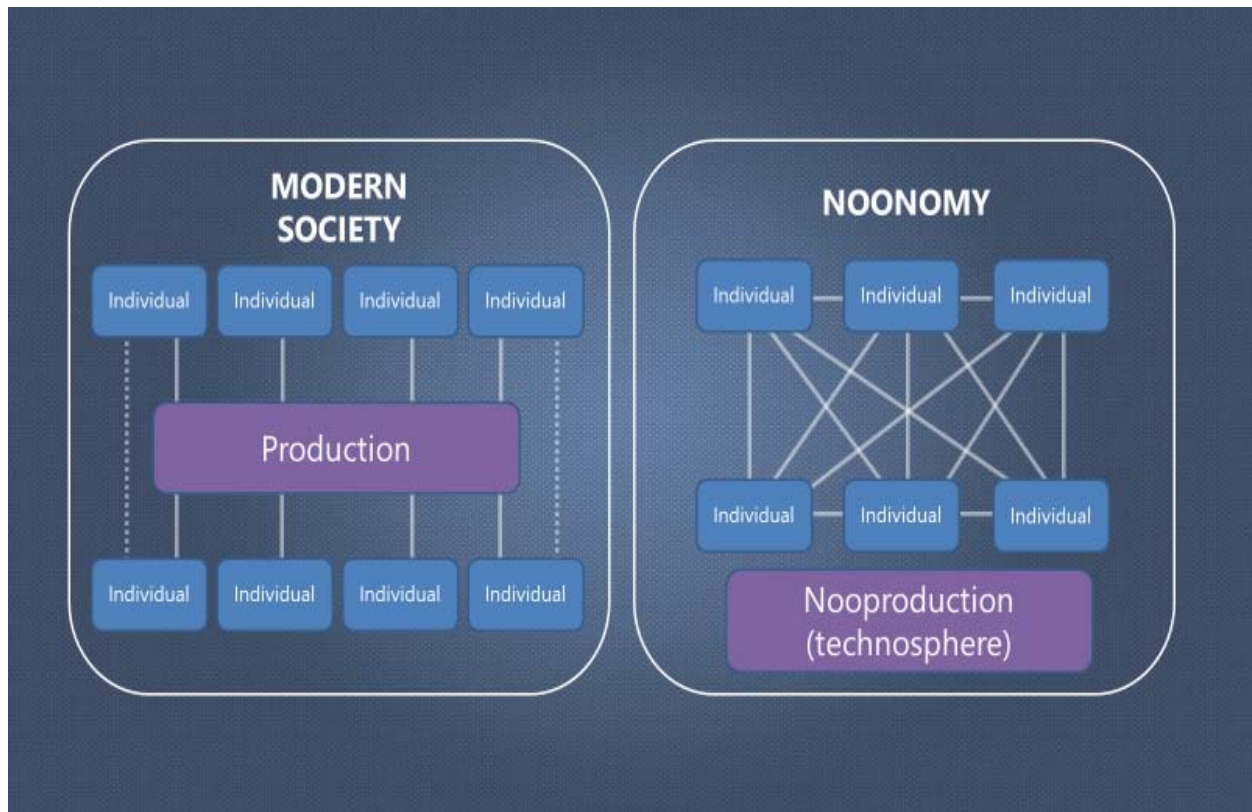 MODERN
SOCIETY
Individual Individual Individual Individual
Production
Individual Individual Individual Individual
NOONOMY
Individual Individual Individual
Individual Individual Individual
Nooproduction
(technosphere)